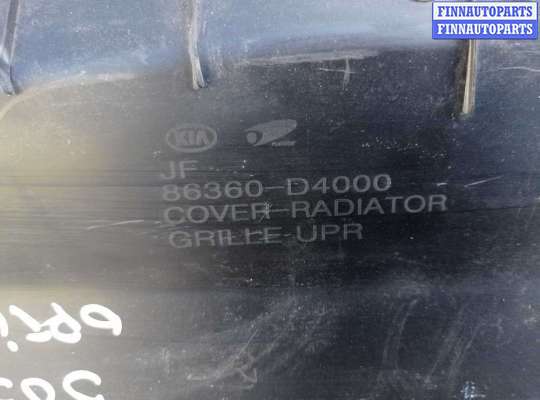 FINNAUTOPARTS
FINNAUTOPARTS
KIA
JF
86360-D4000
COVER-RADIATOR
GRILLE-UPR